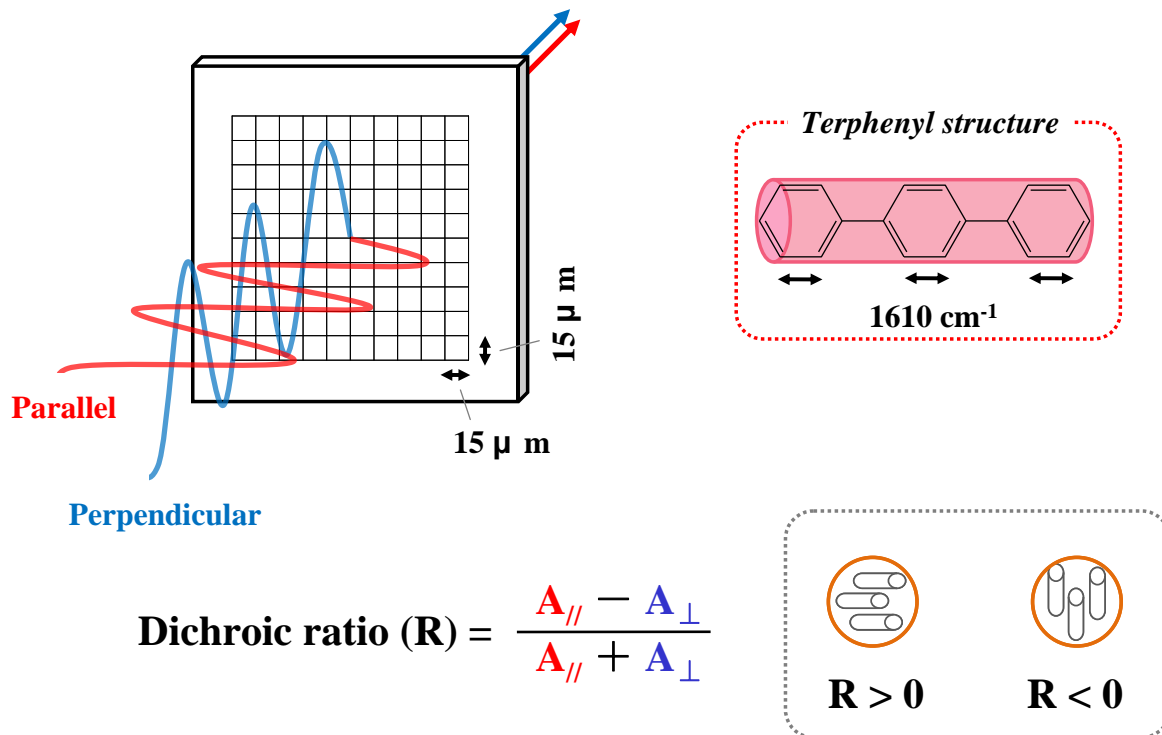 Terphenyl structure
1610 cm⁻¹
15 μ m
15 μ m
Parallel
Perpendicular
Dichroic ratio (R) = A// − A⊥
A// + A⊥
R > 0
R < 0